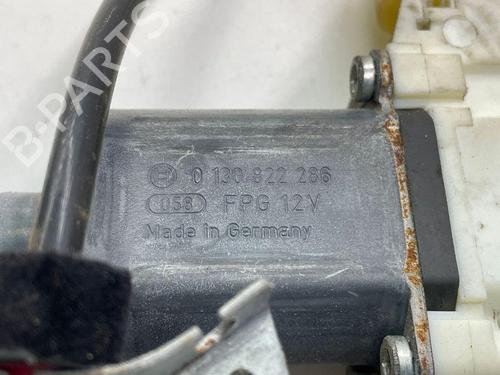 B-PARTS
0 130 822 286
058 FPG 12V
Made in Germany